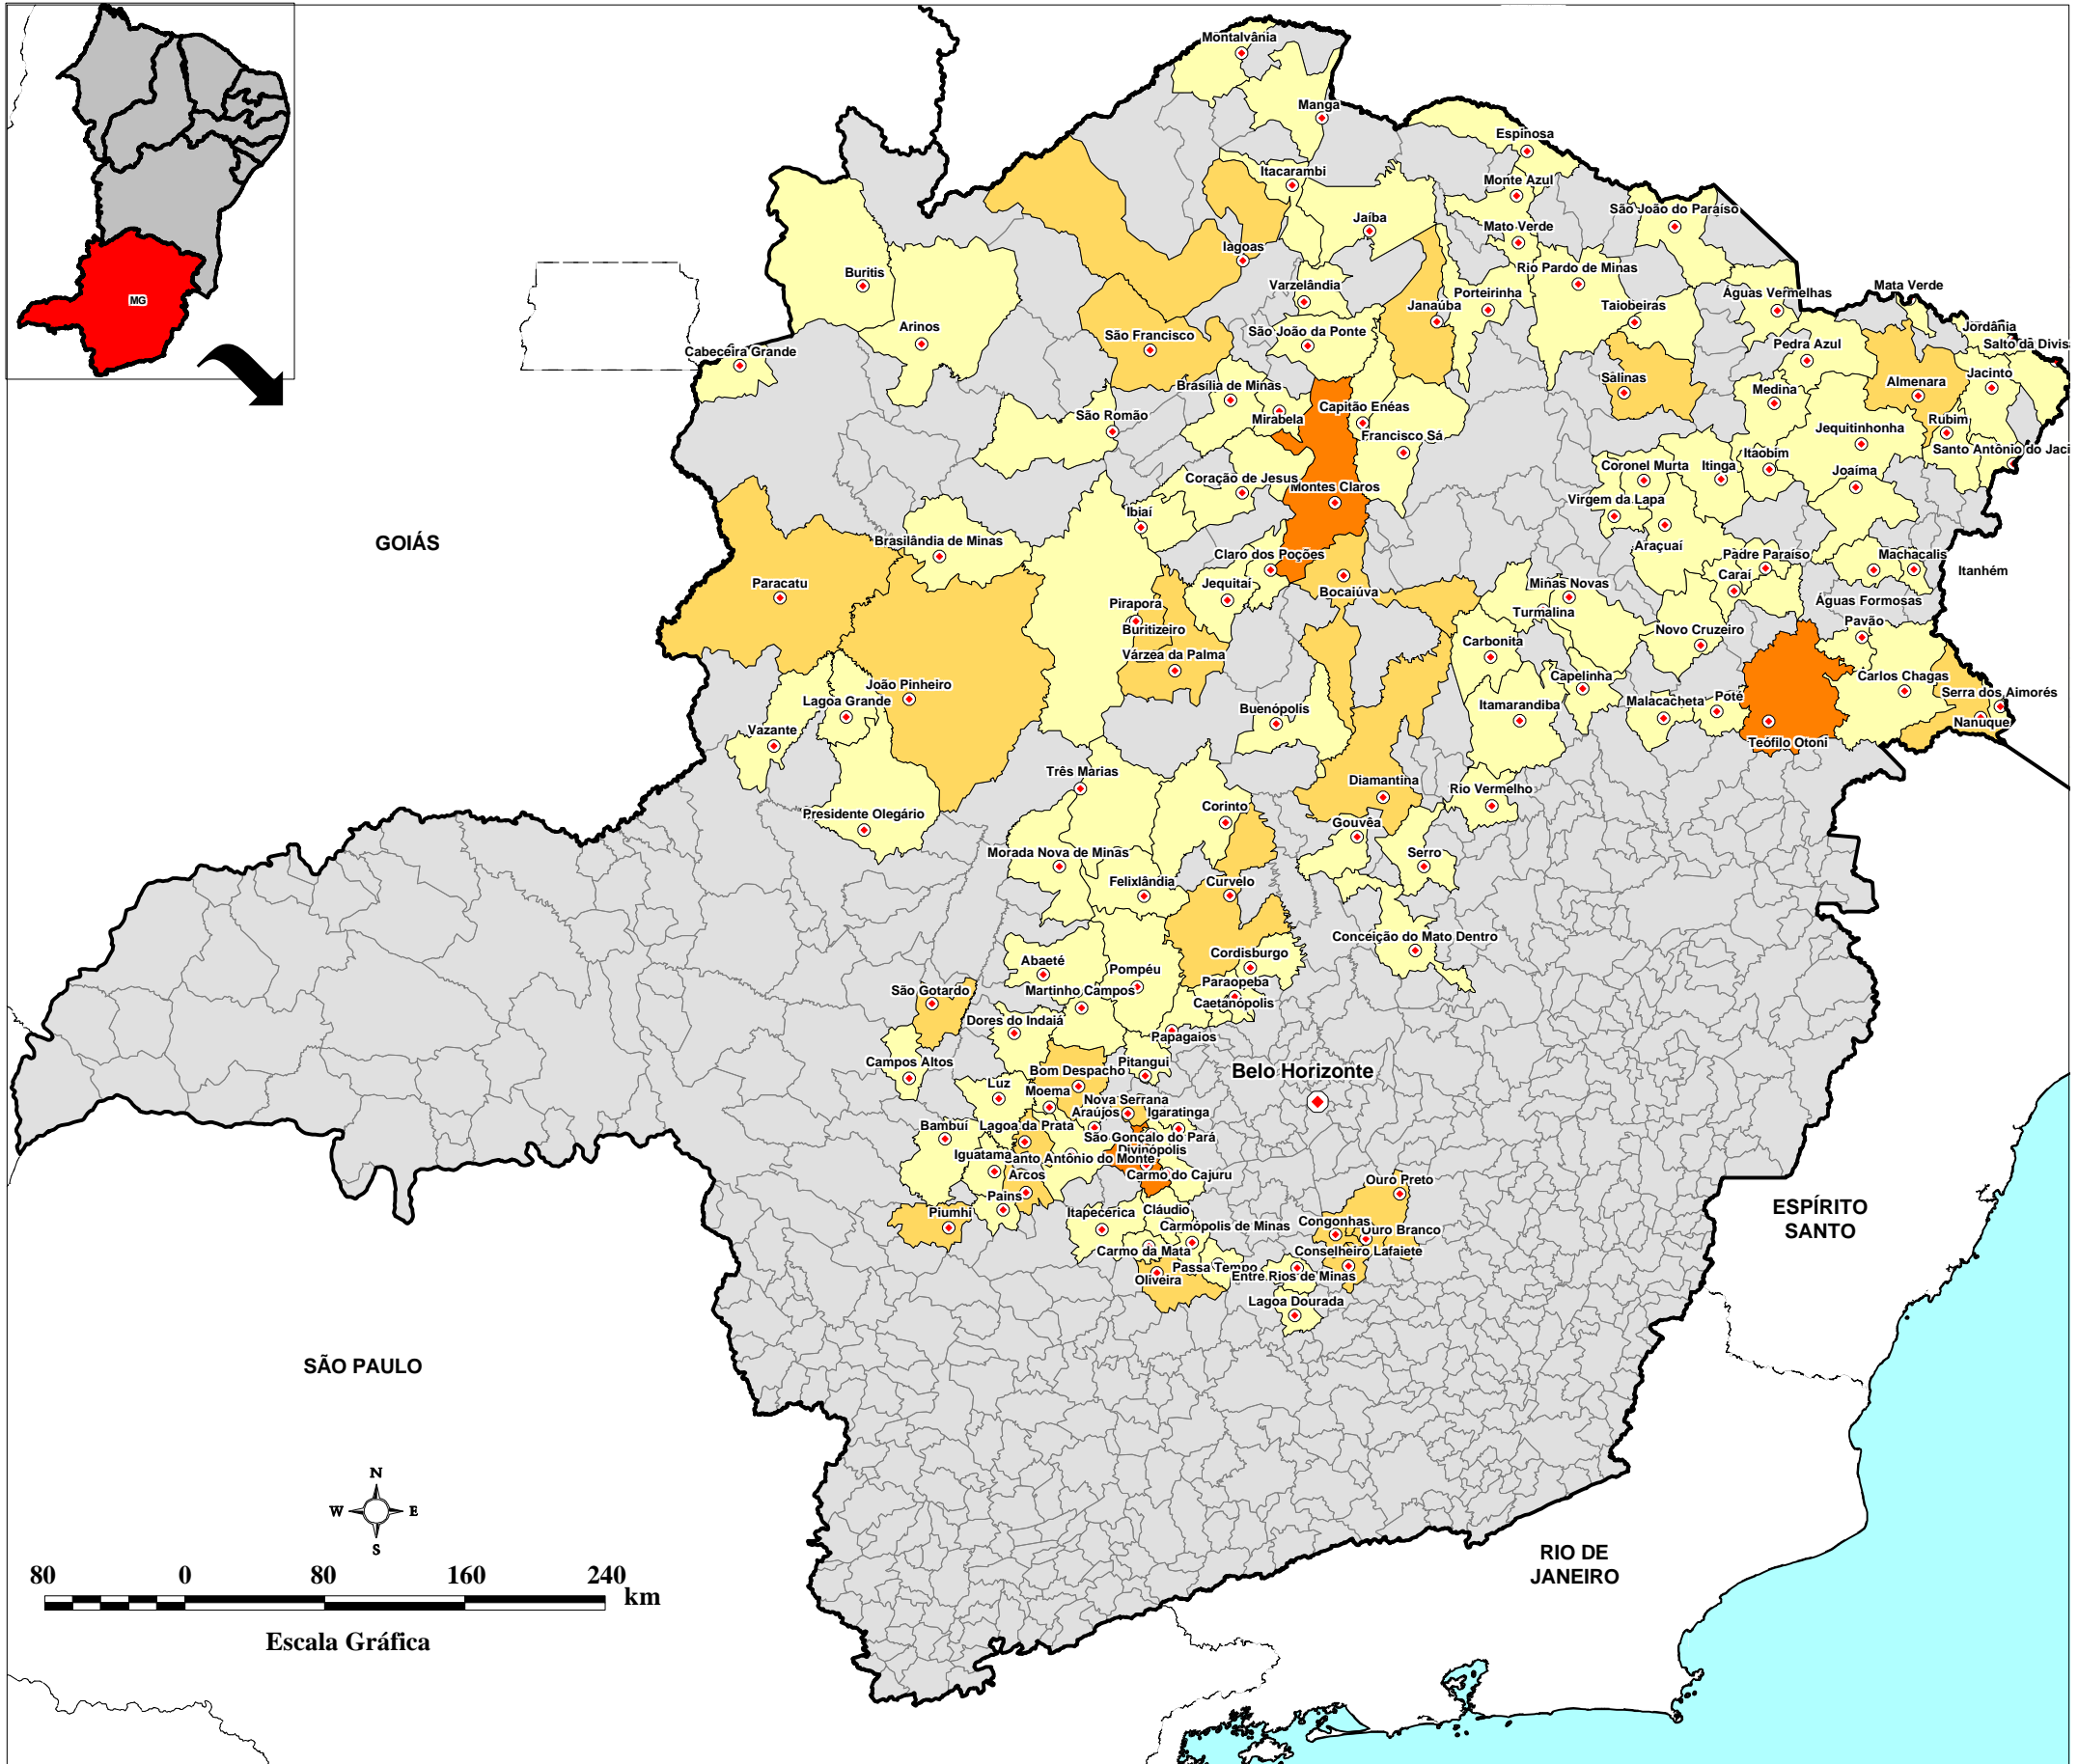 MG
Montalvânia
Manga
Espinosa
Itacarambi
Monte Azul
São João do Paraíso
Jaíba
Mato Verde
lagoas
Buritis
Rio Pardo de Minas
Varzelândia
Janaúba
Porteirinha
Taiobeiras
Águas Vermelhas
Mata Verde
Arinos
São Francisco
São João da Ponte
Jordânia
Cabeceira Grande
Pedra Azul
Salto da Divis
Salinas
Almenara
Jacinto
Brasília de Minas
Medina
São Romão
Mirabela
Capitão Enéas
Rubim
Francisco Sá
Jequitinhonha
Santo Antônio do Jaci
Itaobim
Coronel Murta
Itinga
Joaíma
Coração de Jesus
Montes Claros
Virgem da Lapa
Ibiaí
GOIÁS
Brasilândia de Minas
Araçuaí
Claro dos Poções
Padre Paraíso
Machacalis
Itanhém
Paracatu
Jequitaí
Bocaiúva
Minas Novas
Caraí
Pirapora
Turmalina
Águas Formosas
Buritizeiro
Novo Cruzeiro
Pavão
Carbonita
Várzea da Palma
João Pinheiro
Capelinha
Carlos Chagas
Lagoa Grande
Serra dos Aimorés
Buenópolis
Itamarandiba
Malacacheta
Poté
Nanuque
Vazante
Teófilo Otoni
Três Marias
Diamantina
Rio Vermelho
Presidente Olegário
Corinto
Gouvêa
Morada Nova de Minas
Serro
Felixlândia
Curvelo
Conceição do Mato Dentro
Cordisburgo
Abaeté
Pompéu
São Gotardo
Martinho Campos
Paraopeba
Caetanópolis
Dores do Indaiá
Papagaios
Campos Altos
Bom Despacho
Pitangui
Belo Horizonte
Luz
Moema
Nova Serrana
Araújos
Igaratinga
Bambuí
Lagoa da Prata
São Gonçalo do Pará
Divinópolis
Iguatama
anto Antônio do Monte
Arcos
Carmo do Cajuru
Ouro Preto
Pains
Piumhi
Itapecerica
Cláudio
Carmópolis de Minas
Congonhas
Ouro Branco
Carmo da Mata
Conselheiro Lafaiete
Passa Tempo
Entre Rios de Minas
Oliveira
Lagoa Dourada
ESPÍRITO
SANTO
SÃO PAULO
N
W
E
S
RIO DE
JANEIRO
80
0
80
160
240
km
Escala Gráfica